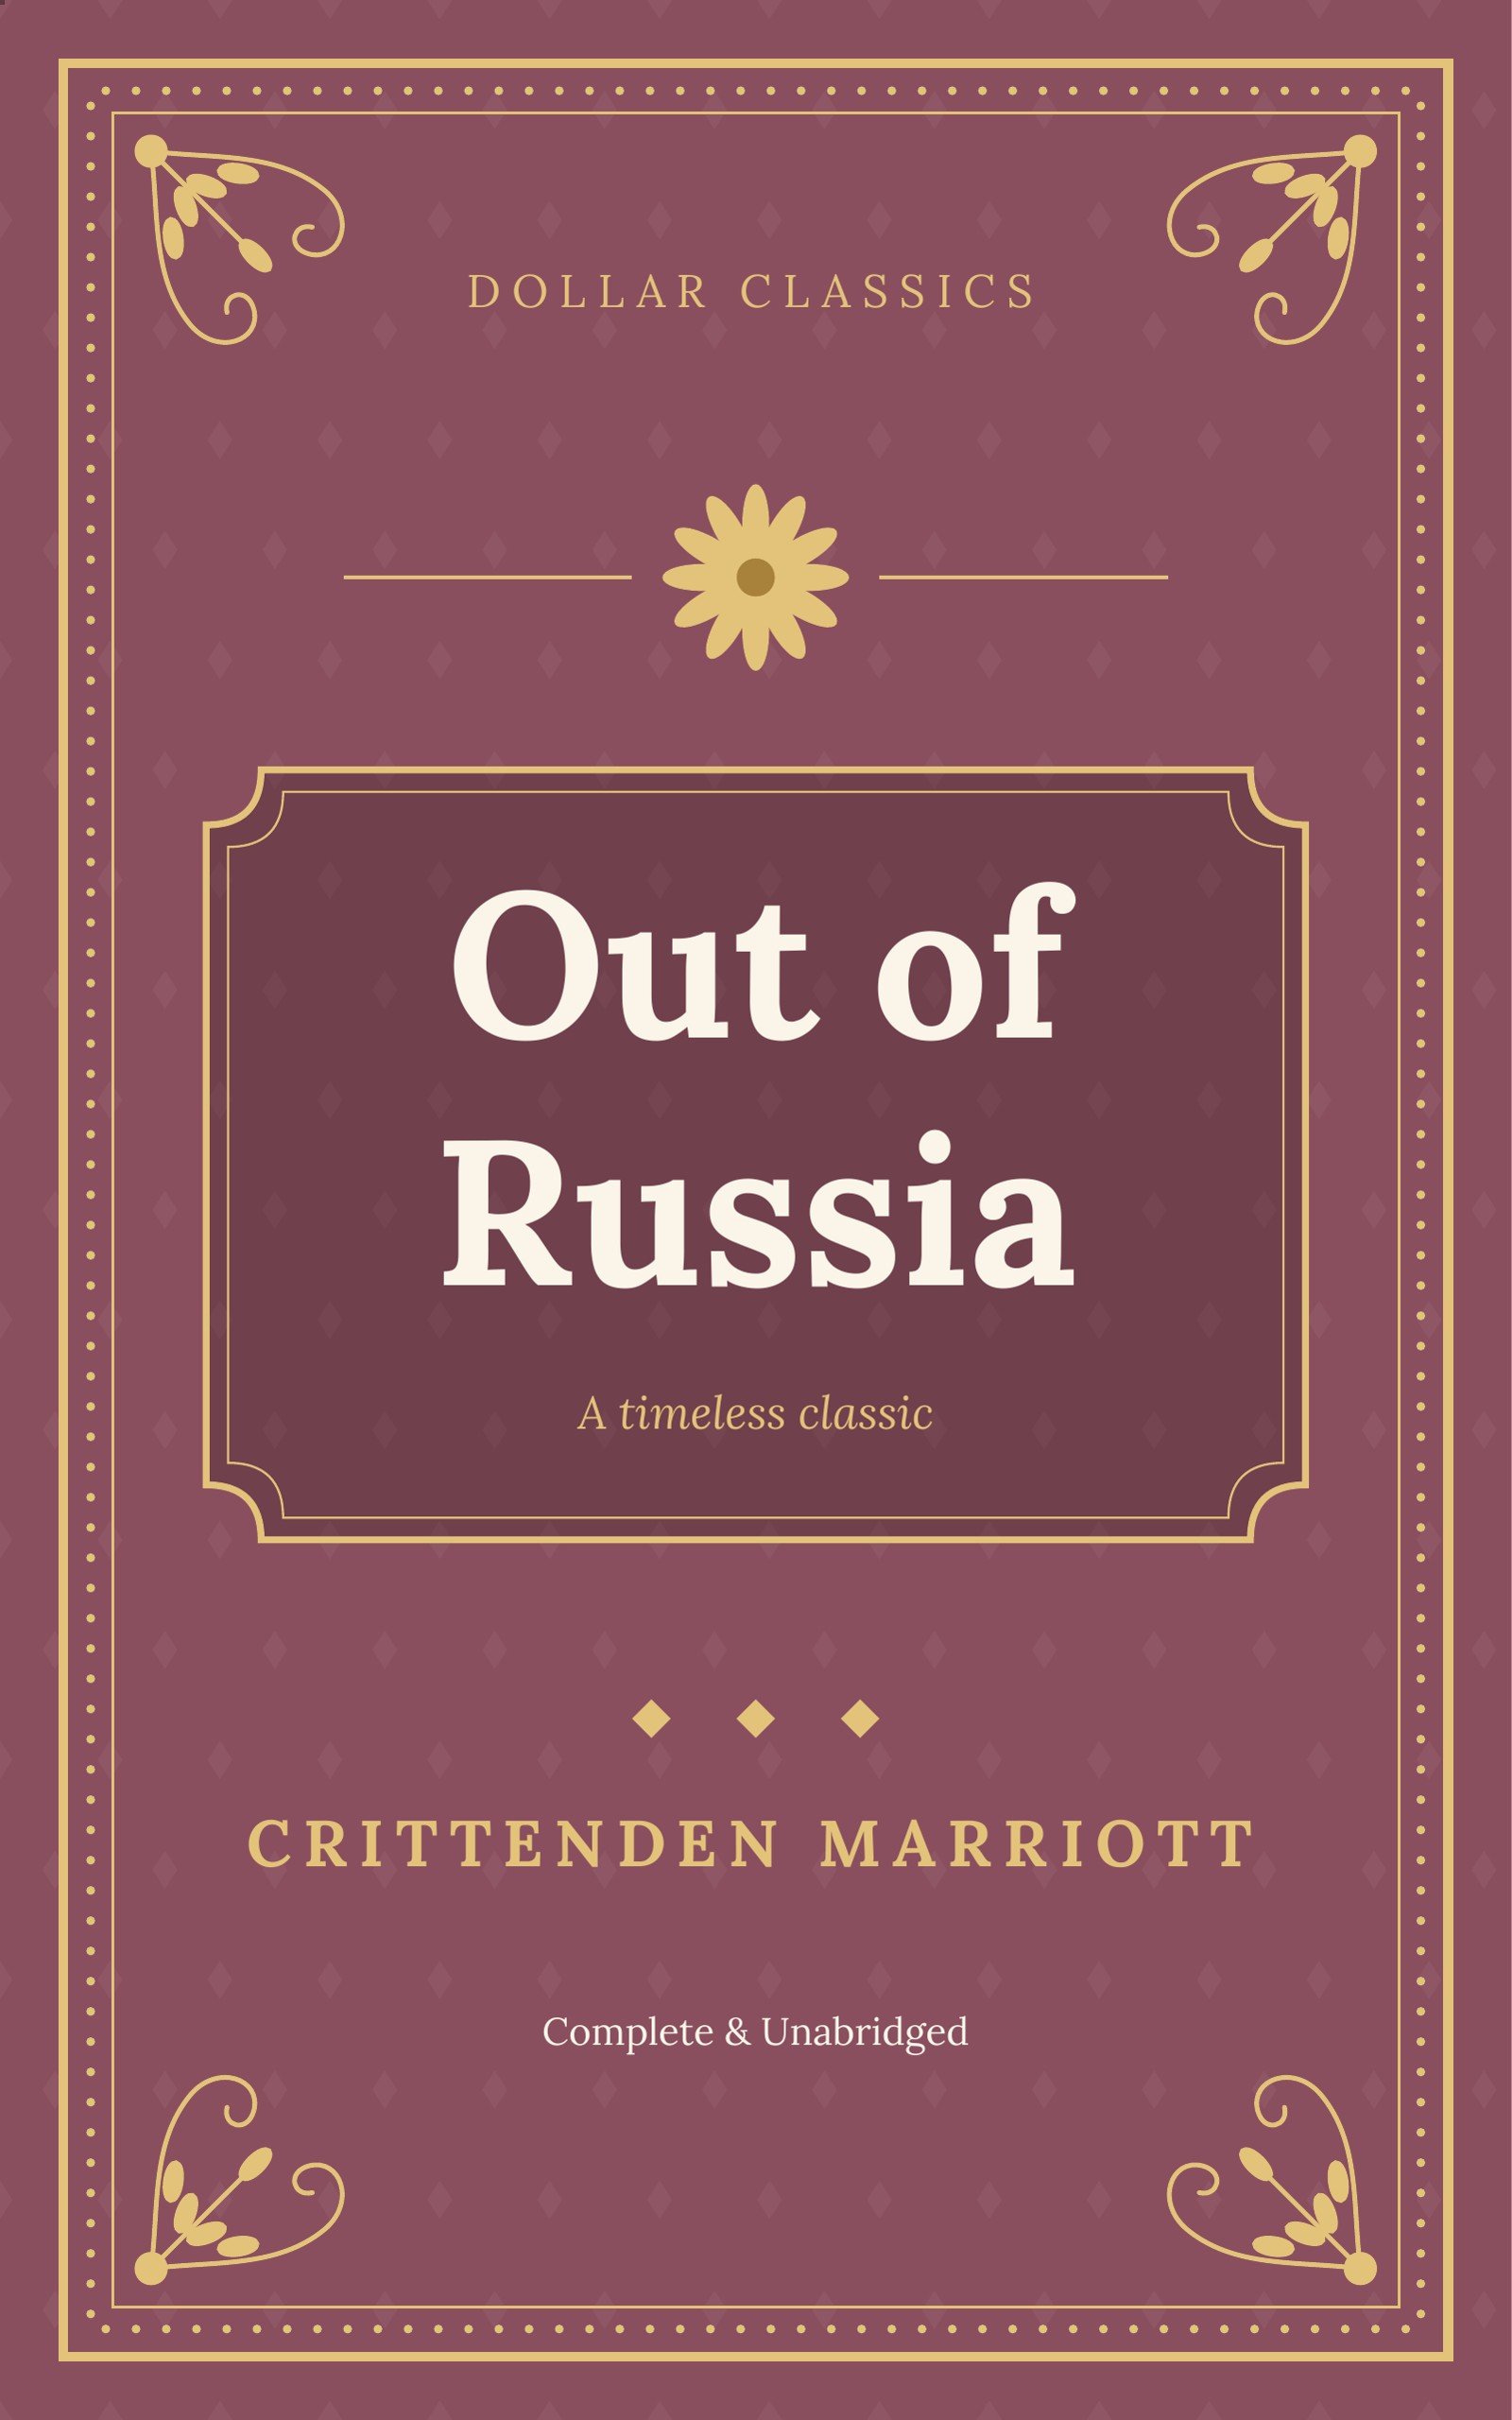 DOLLAR CLASSICS
Out of
Russia
A timeless classic
CRITTENDEN MARRIOTT
Complete & Unabridged